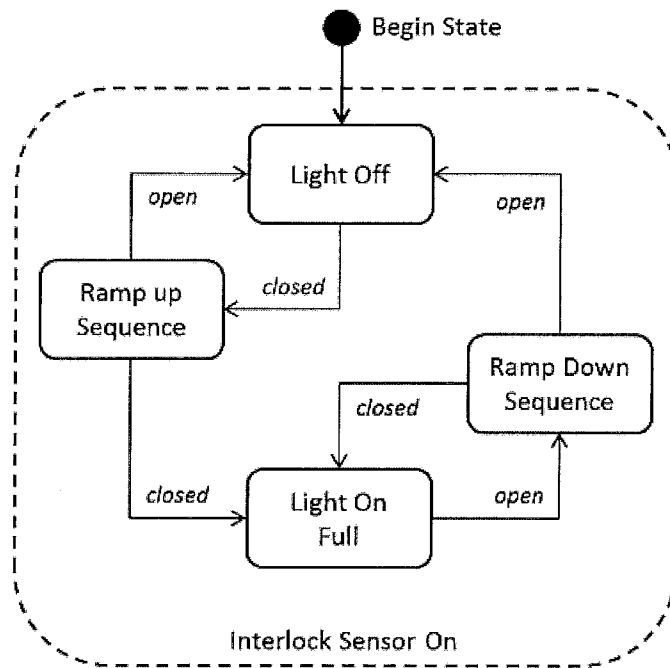 Begin State
Light Off
open
open
closed
Ramp up
Sequence
Ramp Down
Sequence
closed
closed
Light On
Full
open
Interlock Sensor On